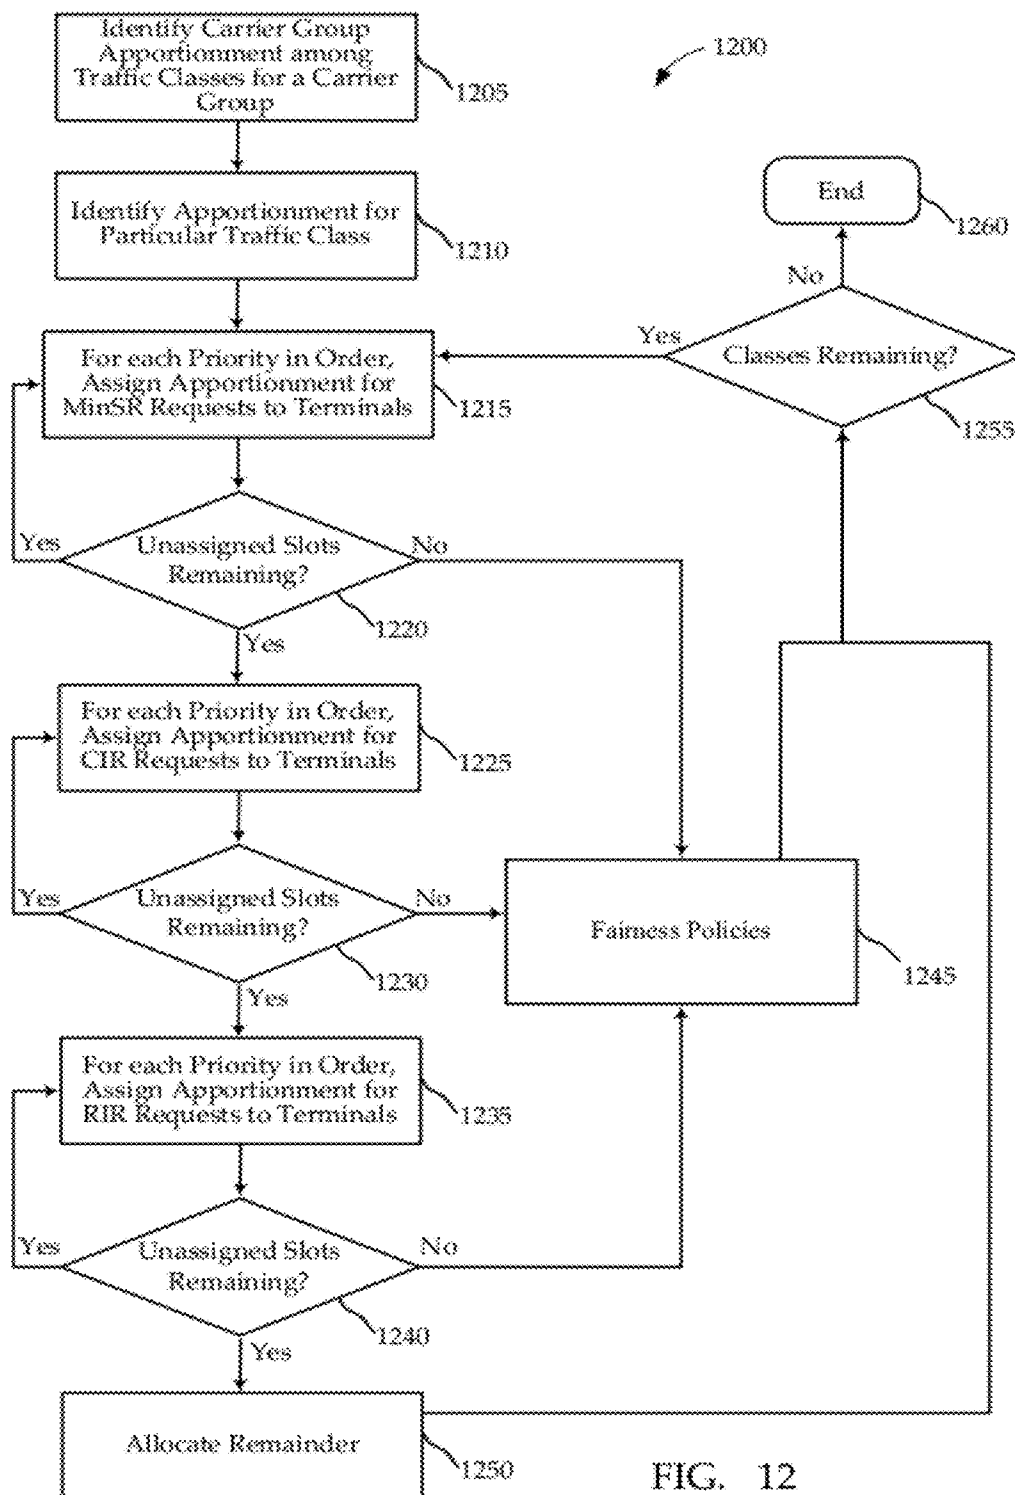 Identify Carrier Group
Apportionment among
Traffic Classes for a Carrier
Group
1205
1200
Identify Apportionment for
Particular Traffic Class
1210
End
1260
No
Yes
Classes Remaining?
1255
For each Priority in Order,
Assign Apportionment for
MinSR Requests to Terminals
1215
Yes
Unassigned Slots
Remaining?
No
1220
Yes
For each Priority in Order,
Assign Apportionment for
CIR Requests to Terminals
1225
Yes
Unassigned Slots
Remaining?
No
1230
Yes
Fairness Policies
1245
For each Priority in Order,
Assign Apportionment for
RIR Requests to Terminals
1235
Yes
Unassigned Slots
Remaining?
No
1240
Yes
Allocate Remainder
1250
FIG. 12